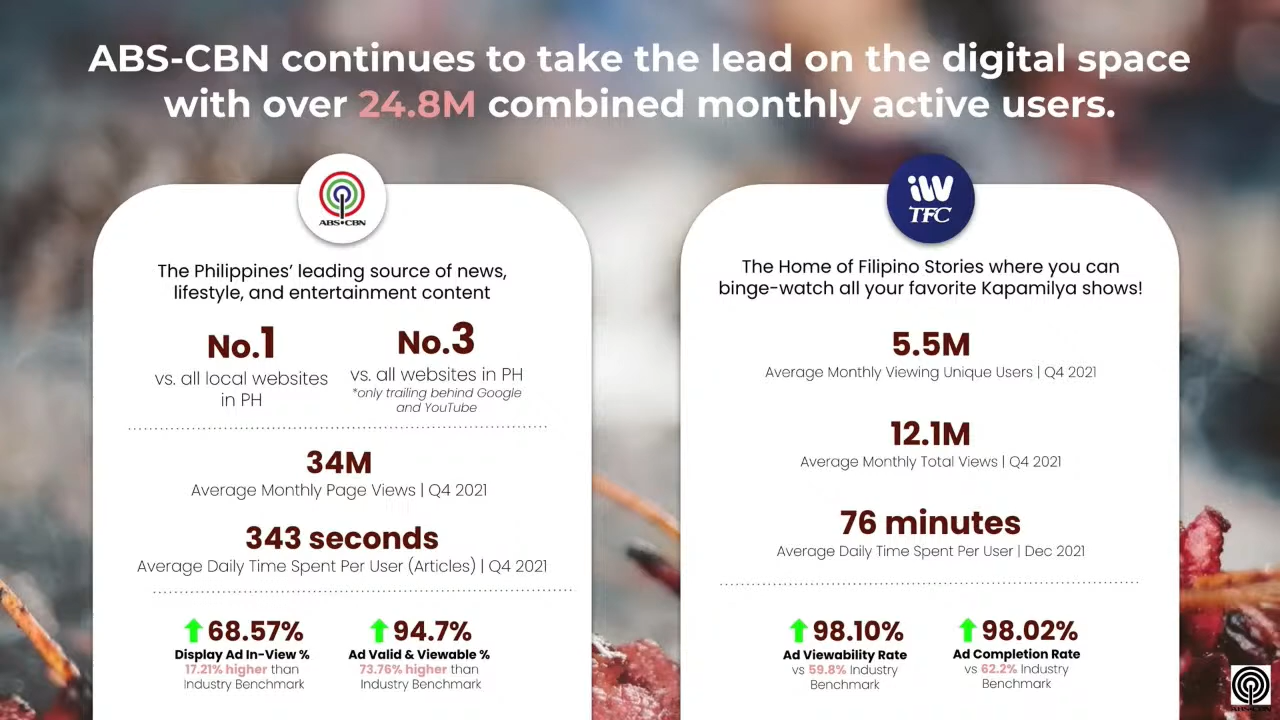 ABS-CBN continues to take the lead on the digital space
with over 24.8M combined monthly active users.
ABS-CBN
The Philippines' leading source of news,
lifestyle, and entertainment content
No.1
vs. all local websites
in PH
No.3
vs. all websites in PH
*only trailing behind Google
and YouTube
34M
Average Monthly Page Views | Q4 2021
343 seconds
Average Daily Time Spent Per User (Articles) | Q4 2021
68.57%
Display Ad In-View %
17.21% higher than
Industry Benchmark
94.7%
Ad Valid & Viewable %
73.76% higher than
Industry Benchmark
iW
TFC
The Home of Filipino Stories where you can
binge-watch all your favorite Kapamilya shows!
5.5M
Average Monthly Viewing Unique Users | Q4 2021
12.1M
Average Monthly Total Views | Q4 2021
76 minutes
Average Daily Time Spent Per User | Dec 2021
98.10%
Ad Viewability Rate
vs 59.8% Industry
Benchmark
98.02%
Ad Completion Rate
vs 62.2% Industry
Benchmark
ABS-CBN